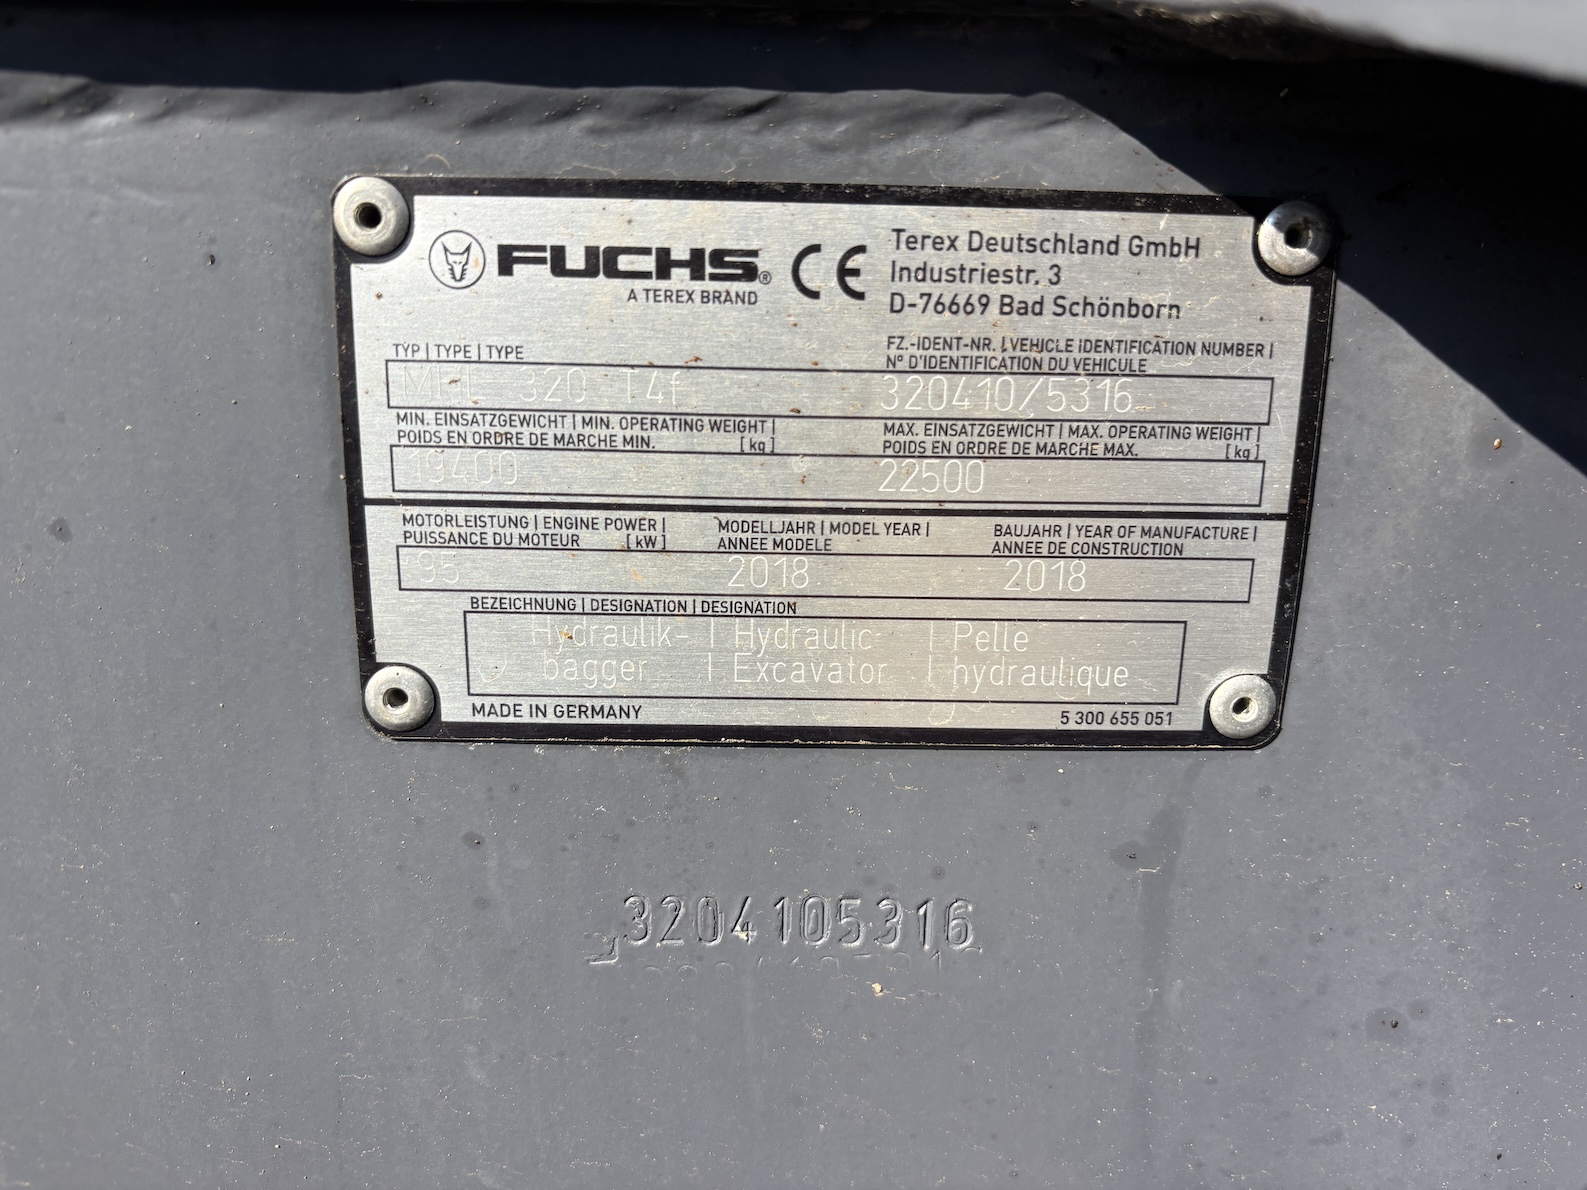 FUCHS®
A TEREX BRAND
CE
Terex Deutschland GmbH
Industriestr. 3
D-76669 Bad Schönborn
TYP | TYPE | TYPE
FZ.-IDENT-NR. | VEHICLE IDENTIFICATION NUMBER |
N° D'IDENTIFICATION DU VEHICULE
MHL 320 T4f
320410/5316
MIN. EINSATZGEWICHT | MIN. OPERATING WEIGHT |
POIDS EN ORDRE DE MARCHE MIN. [kg]
MAX. EINSATZGEWICHT | MAX. OPERATING WEIGHT |
POIDS EN ORDRE DE MARCHE MAX. [kg]
19400
22500
MOTORLEISTUNG | ENGINE POWER |
PUISSANCE DU MOTEUR [kW]
MODELLJAHR | MODEL YEAR |
ANNEE MODELE
BAUJAHR | YEAR OF MANUFACTURE |
ANNEE DE CONSTRUCTION
95
2018
2018
BEZEICHNUNG | DESIGNATION | DESIGNATION
Hydraulik- | Hydraulic | Pelle
bagger | Excavator | hydraulique
MADE IN GERMANY
5 300 655 051
3204105316